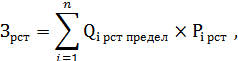 З_рст = ∑_{i=1}^{n} Q_{i рст предел} × P_{i рст} ,